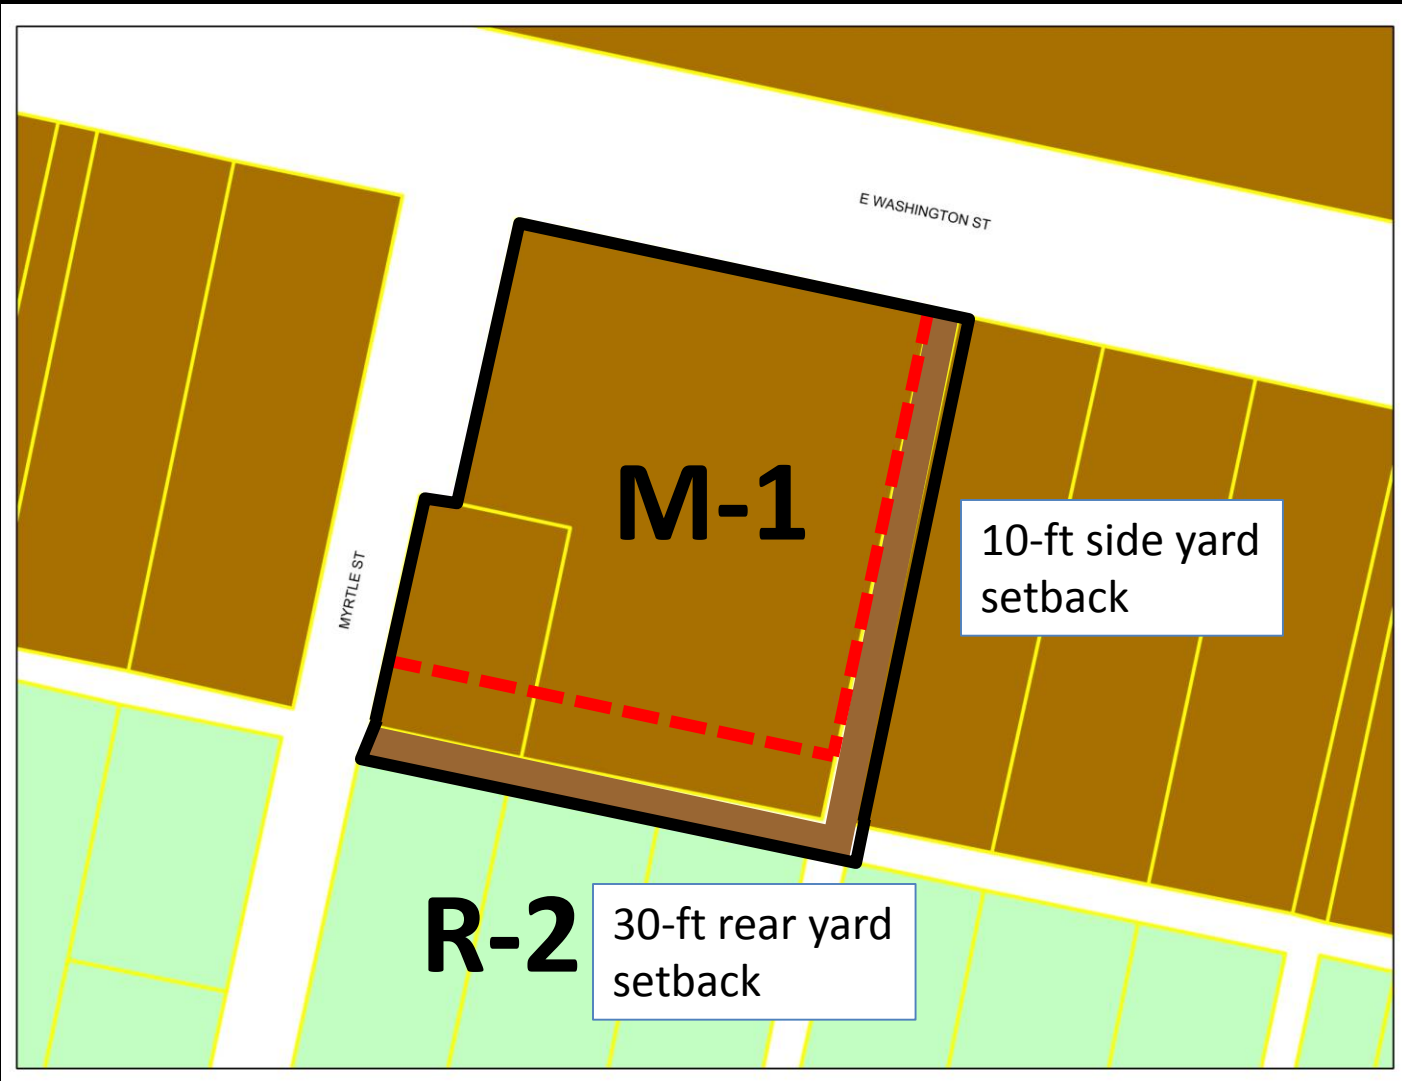 E WASHINGTON ST
M-1
10-ft side yard
setback
MYRTLE ST
R-2
30-ft rear yard
setback